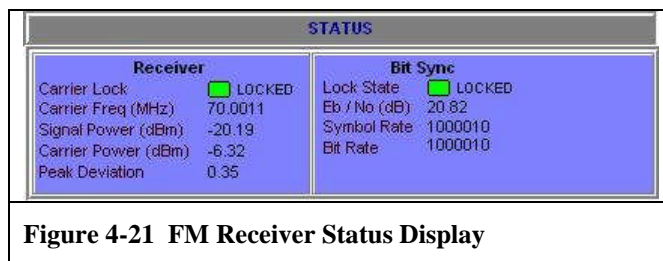 STATUS
Receiver
Carrier Lock LOCKED
Carrier Freq (MHz) 70.0011
Signal Power (dBm) -20.19
Carrier Power (dBm) -6.32
Peak Deviation 0.35
Bit Sync
Lock State LOCKED
Eb / No (dB) 20.82
Symbol Rate 1000010
Bit Rate 1000010
Figure 4-21 FM Receiver Status Display